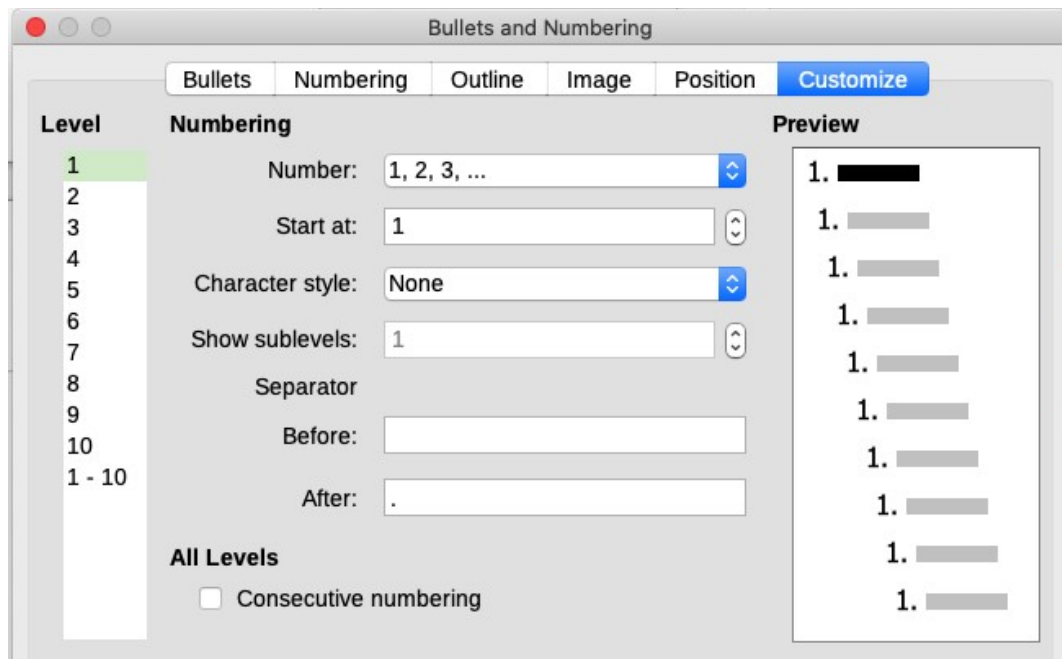 Bullets and Numbering
Bullets Numbering Outline Image Position Customize
Level
1
2
3
4
5
6
7
8
9
10
1 - 10
Numbering
Number: 1, 2, 3, ...
Start at: 1
Character style: None
Show sublevels: 1
Separator
Before:
After: .
All Levels
Consecutive numbering
Preview
1.
1.
1.
1.
1.
1.
1.
1.
1.
1.